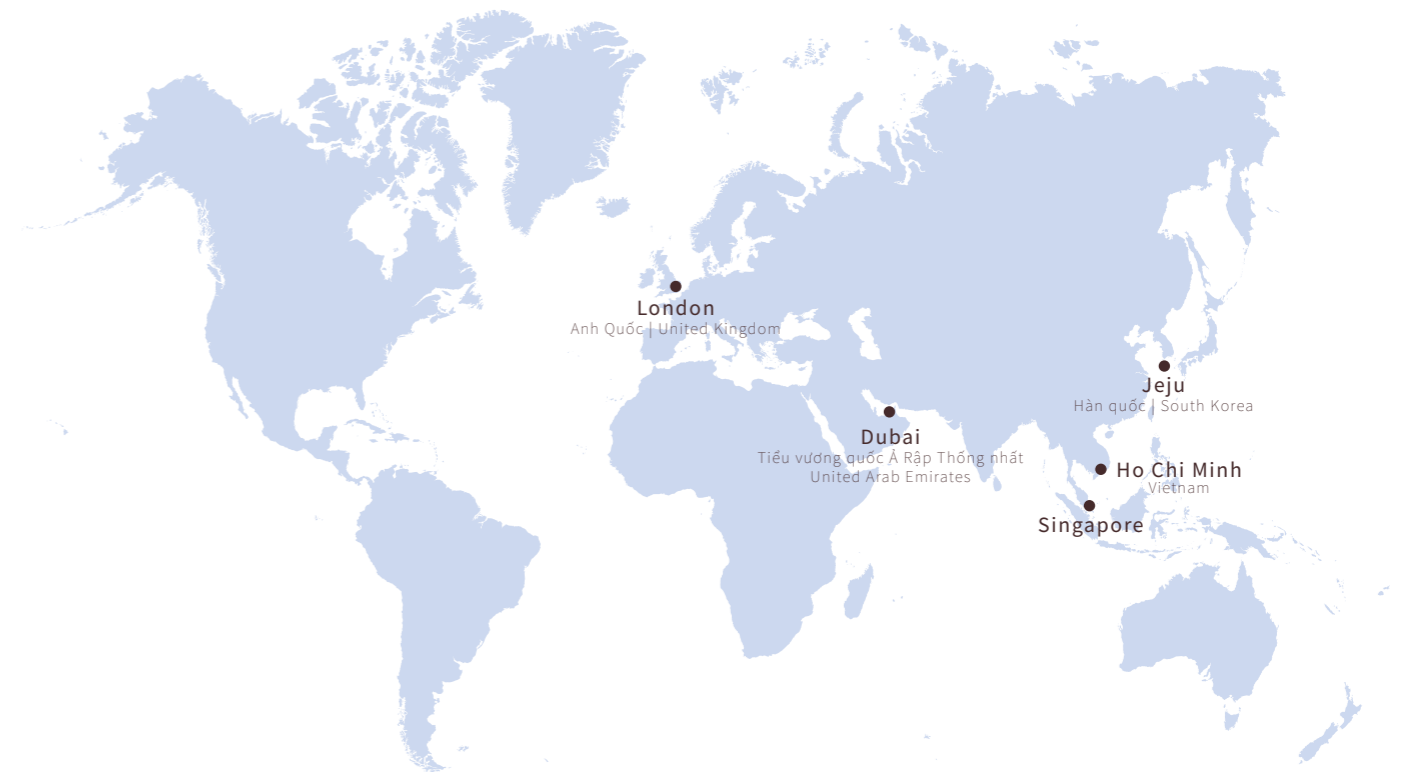 London
Anh Quốc | United Kingdom
Jeju
Hàn quốc | South Korea
Dubai
Tiểu vương quốc Ả Rập Thống nhất
United Arab Emirates
Ho Chi Minh
Vietnam
Singapore